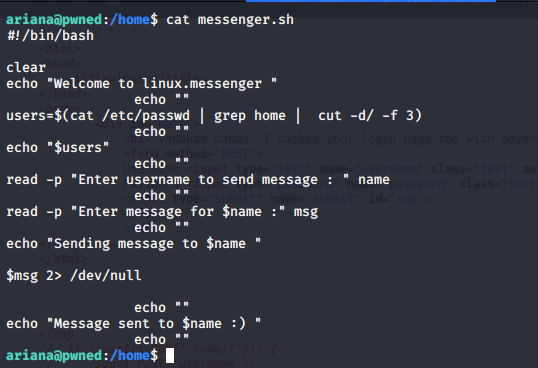 ariana@pwned:/home$ cat messenger.sh
#!/bin/bash
clear
echo "Welcome to linux.messenger "
echo ""
users=$(cat /etc/passwd | grep home |  cut -d/ -f 3)
echo ""
echo "$users"
echo ""
read -p "Enter username to send message : " name
echo ""
read -p "Enter message for $name :" msg
echo ""
echo "Sending message to $name "
$msg 2> /dev/null
echo ""
echo "Message sent to $name :) "
echo ""
ariana@pwned:/home$